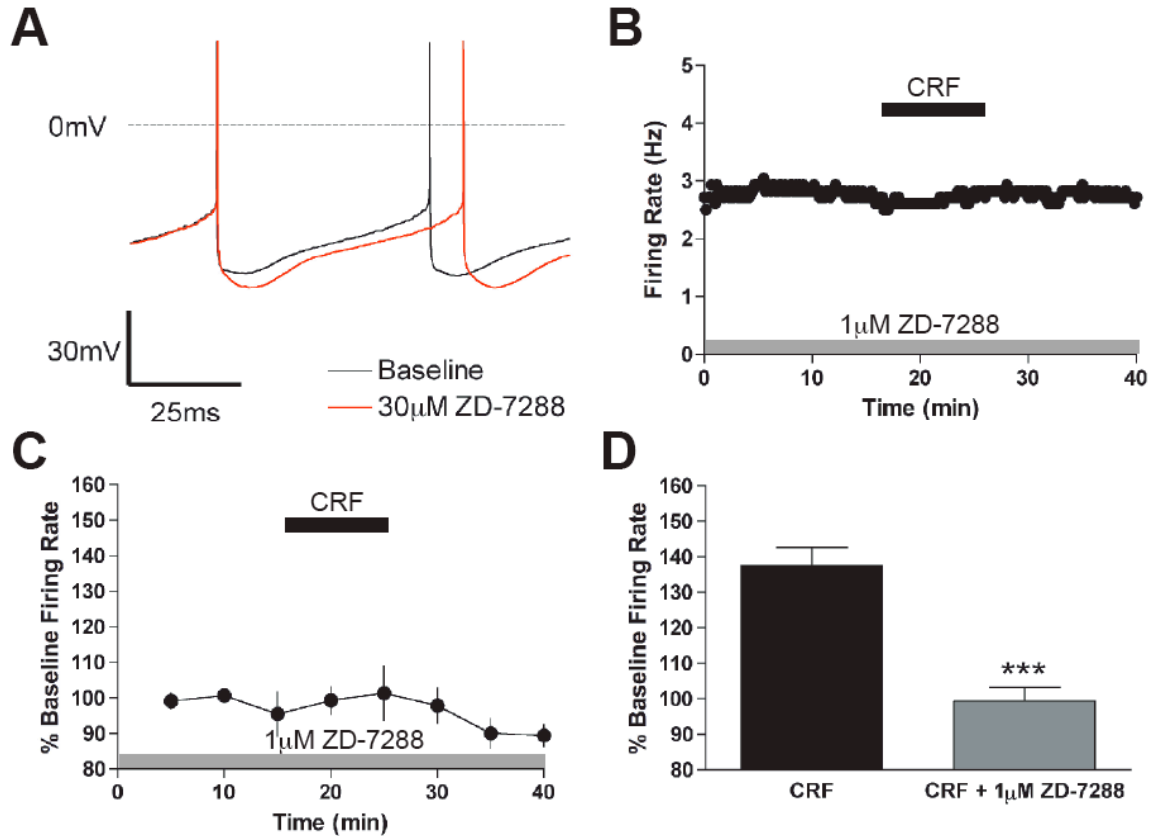 A
0mV
30mV
25ms
Baseline
30μM ZD-7288
B
Firing Rate (Hz)
5
4
3
2
1
0
CRF
1μM ZD-7288
0 10 20 30 40
Time (min)
C
% Baseline Firing Rate
160
150
140
130
120
110
100
90
80
CRF
1μM ZD-7288
0 10 20 30 40
Time (min)
D
% Baseline Firing Rate
160
150
140
130
120
110
100
90
80
***
CRF CRF + 1μM ZD-7288